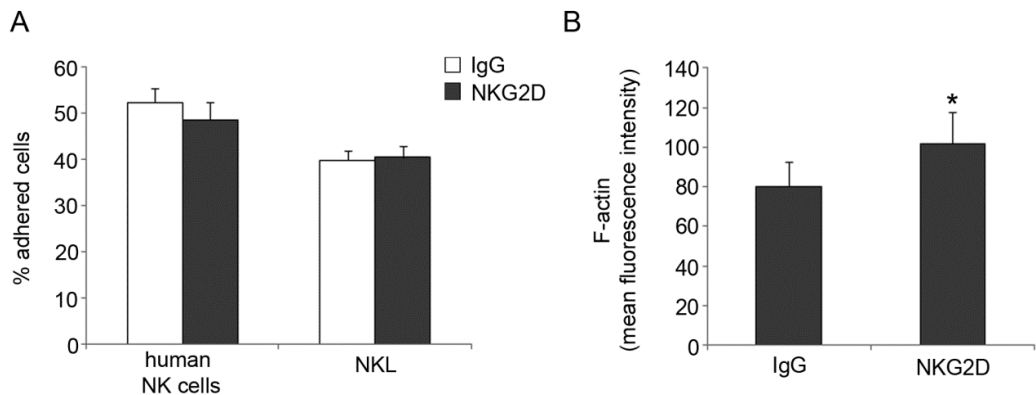 A
% adhered cells
60
50
40
30
20
10
0
human
NK cells
NKL
IgG
NKG2D
B
F-actin
(mean fluorescence intensity)
140
120
100
80
60
40
20
0
*
IgG
NKG2D